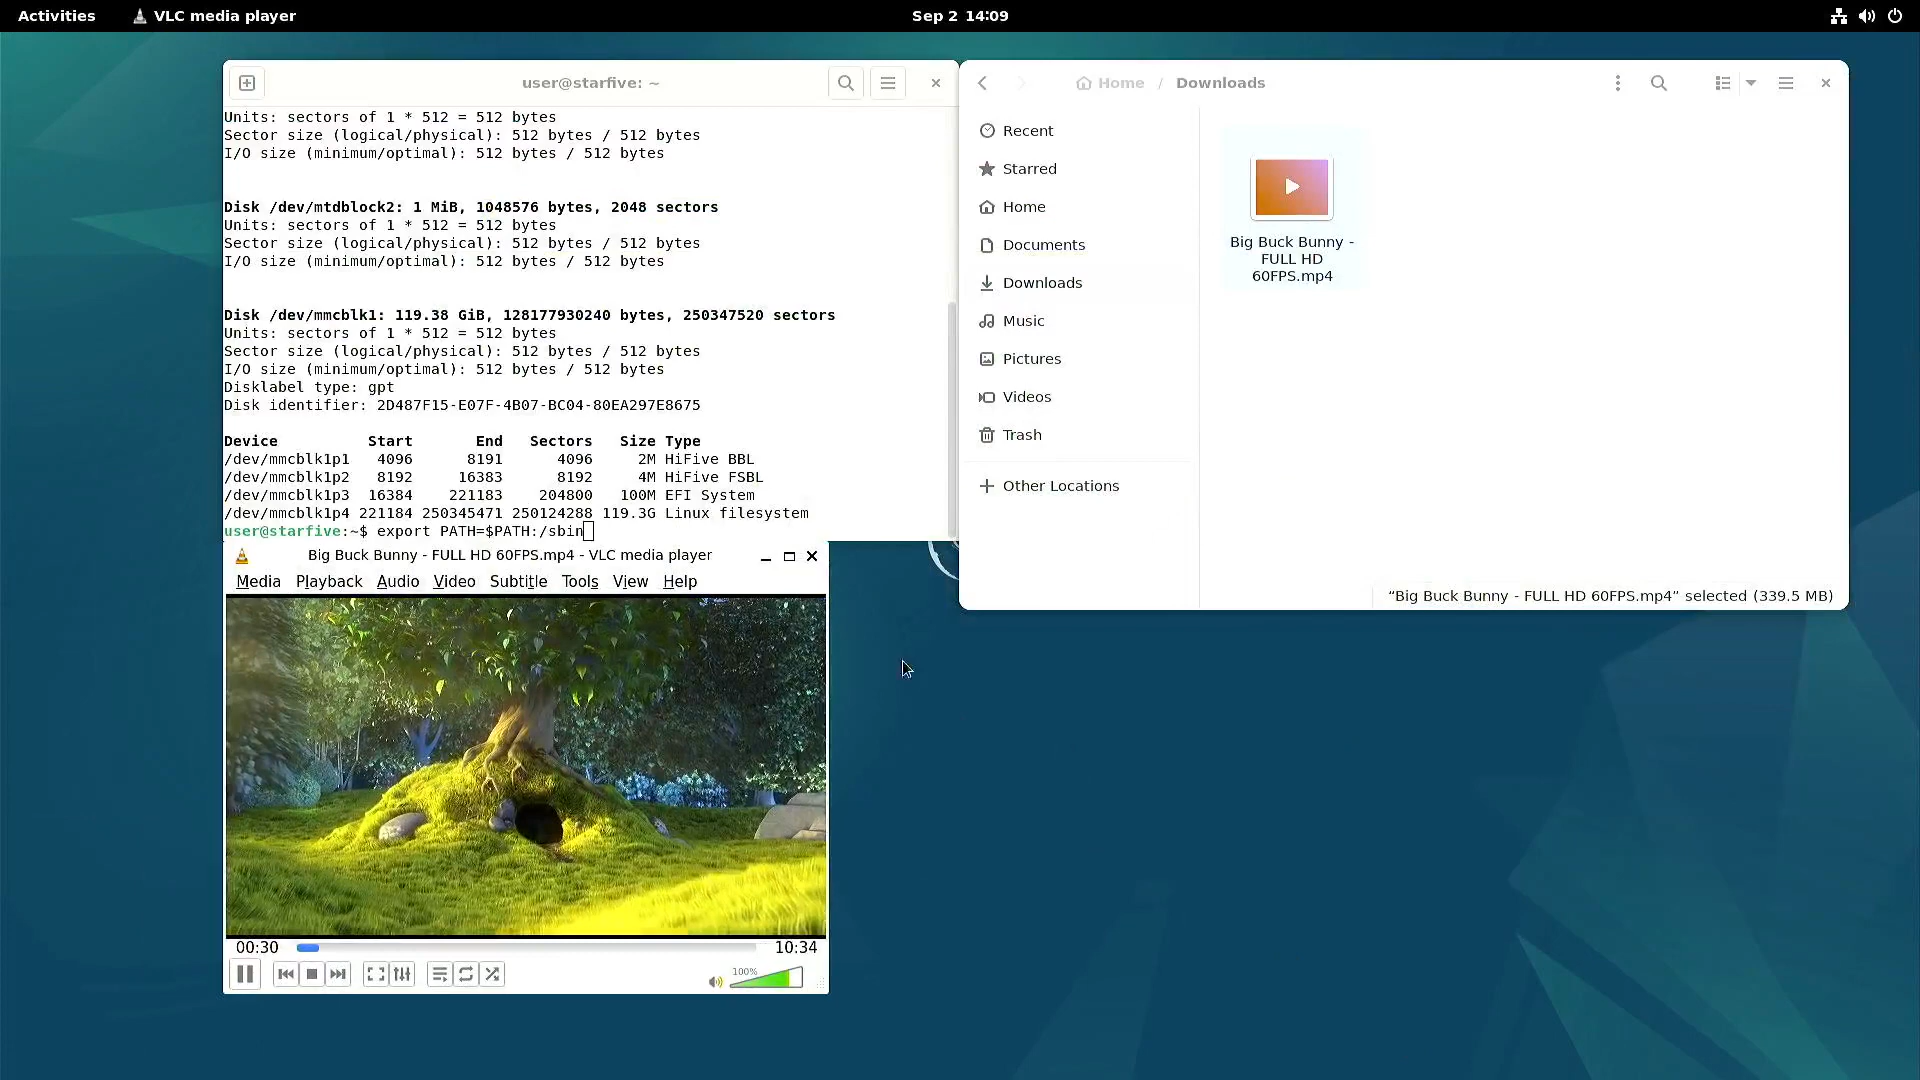 Activities
VLC media player
Sep 2 14:09
user@starfive: ~
Units: sectors of 1 * 512 = 512 bytes
Sector size (logical/physical): 512 bytes / 512 bytes
I/O size (minimum/optimal): 512 bytes / 512 bytes
Disk /dev/mtdblock2: 1 MiB, 1048576 bytes, 2048 sectors
Units: sectors of 1 * 512 = 512 bytes
Sector size (logical/physical): 512 bytes / 512 bytes
I/O size (minimum/optimal): 512 bytes / 512 bytes
Disk /dev/mmcblk1: 119.38 GiB, 128177930240 bytes, 250347520 sectors
Units: sectors of 1 * 512 = 512 bytes
Sector size (logical/physical): 512 bytes / 512 bytes
I/O size (minimum/optimal): 512 bytes / 512 bytes
Disklabel type: gpt
Disk identifier: 2D487F15-E07F-4B07-BC04-80EA297E8675
Device Start End Sectors Size Type
/dev/mmcblk1p1 4096 8191 4096 2M HiFive BBL
/dev/mmcblk1p2 8192 16383 8192 4M HiFive FSBL
/dev/mmcblk1p3 16384 221183 204800 100M EFI System
/dev/mmcblk1p4 221184 250345471 250124288 119.3G Linux filesystem
user@starfive:~$ export PATH=$PATH:/sbin
Home / Downloads
Recent
Starred
Home
Documents
Downloads
Music
Pictures
Videos
Trash
Other Locations
Big Buck Bunny -
FULL HD
60FPS.mp4
“Big Buck Bunny - FULL HD 60FPS.mp4” selected (339.5 MB)
Big Buck Bunny - FULL HD 60FPS.mp4 - VLC media player
Media Playback Audio Video Subtitle Tools View Help
00:30
10:34
100%